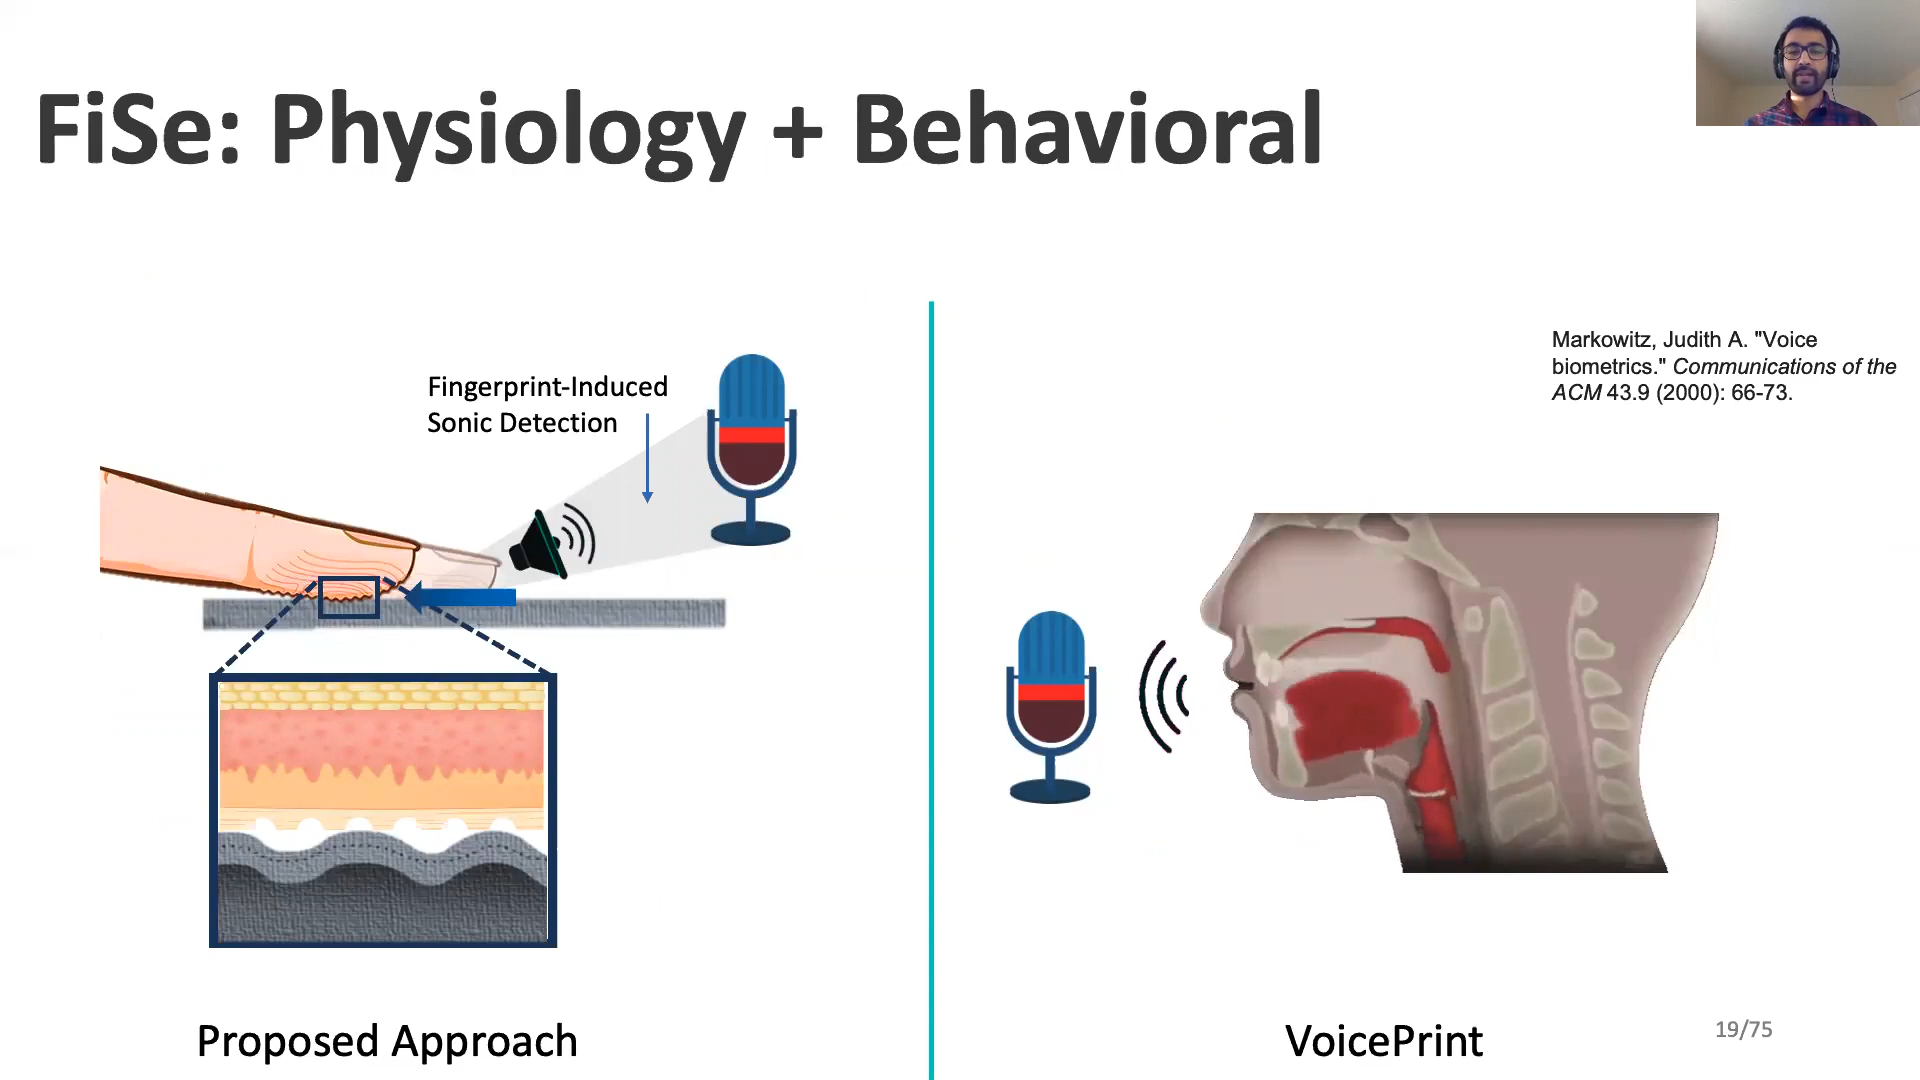 FiSe: Physiology + Behavioral
Fingerprint-Induced
Sonic Detection
Markowitz, Judith A. "Voice
biometrics." Communications of the
ACM 43.9 (2000): 66-73.
Proposed Approach
VoicePrint
19/75